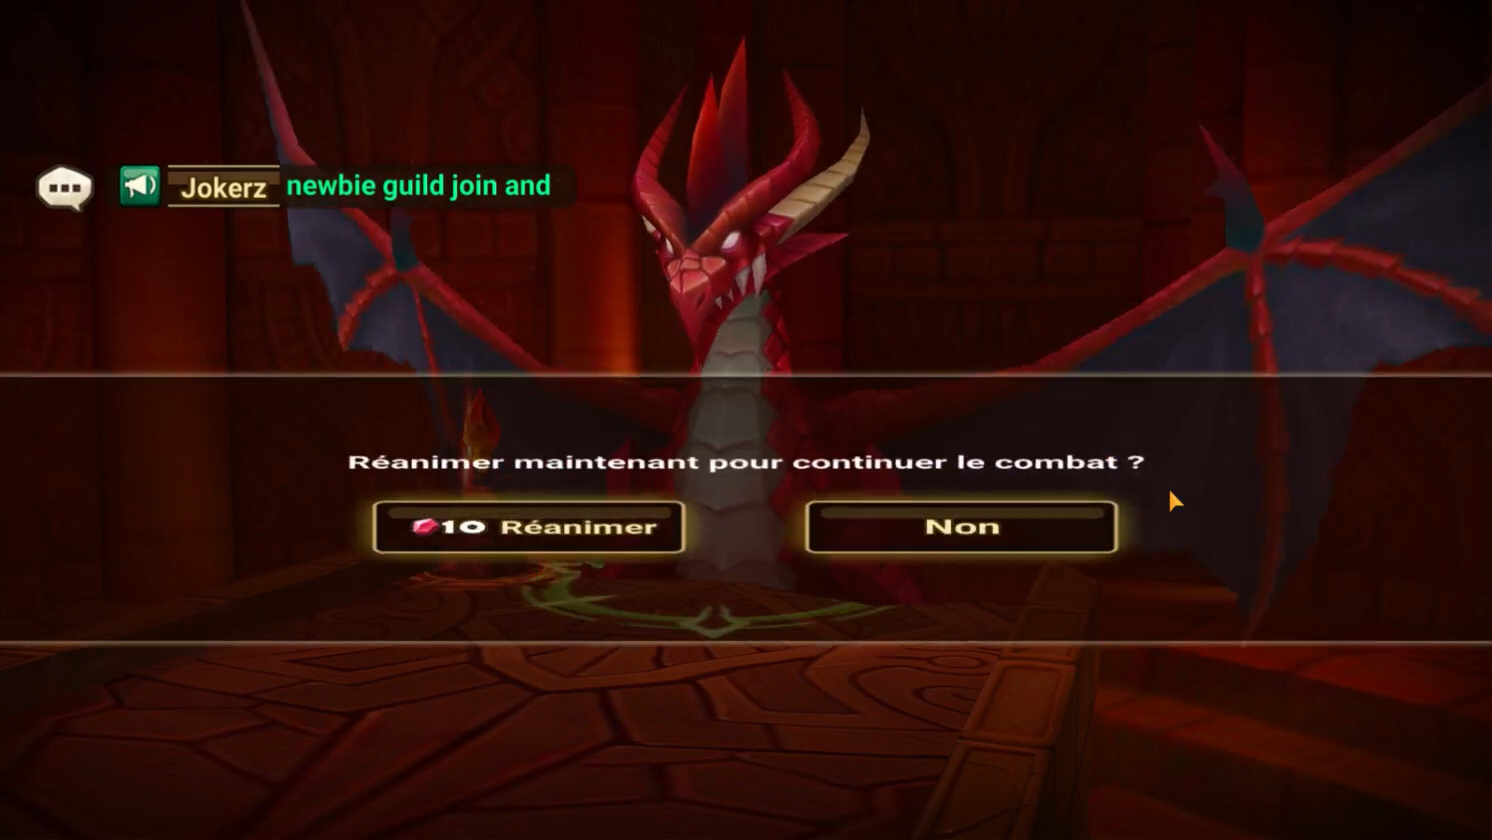 Jokerz newbie guild join and
Réanimer maintenant pour continuer le combat ?
10 Réanimer
Non